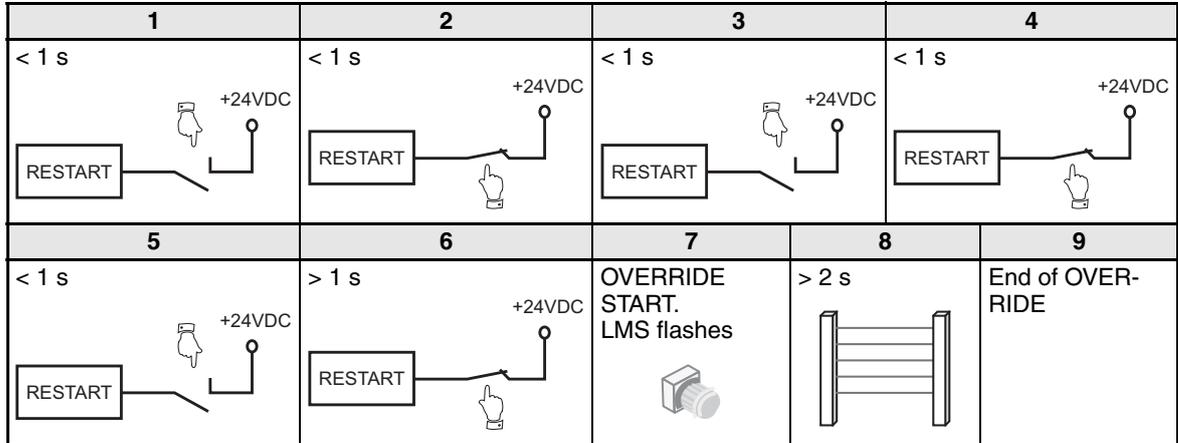 1 2 3 4
< 1 s < 1 s < 1 s < 1 s
+24VDC +24VDC +24VDC +24VDC
RESTART RESTART RESTART RESTART
5 6 7 8 9
< 1 s > 1 s OVERRIDE > 2 s End of OVER-
START. RIDE
LMS flashes
+24VDC +24VDC
RESTART RESTART